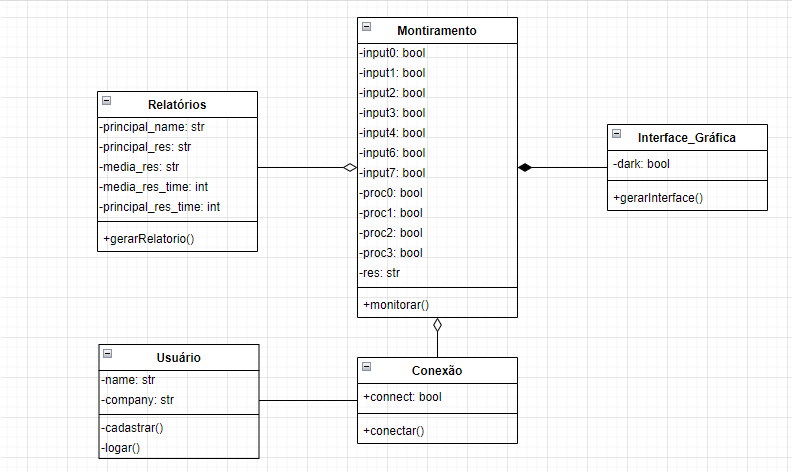 Montiramento
-input0: bool
-input1: bool
-input2: bool
-input3: bool
-input4: bool
-input6: bool
-input7: bool
-proc0: bool
-proc1: bool
-proc2: bool
-proc3: bool
-res: str
+monitorar()
Relatórios
-principal_name: str
-principal_res: str
-media_res: str
-media_res_time: int
-principal_res_time: int
+gerarRelatorio()
Interface_Gráfica
-dark: bool
+gerarInterface()
Usuário
-name: str
-company: str
-cadastrar()
-logar()
Conexão
+connect: bool
+conectar()